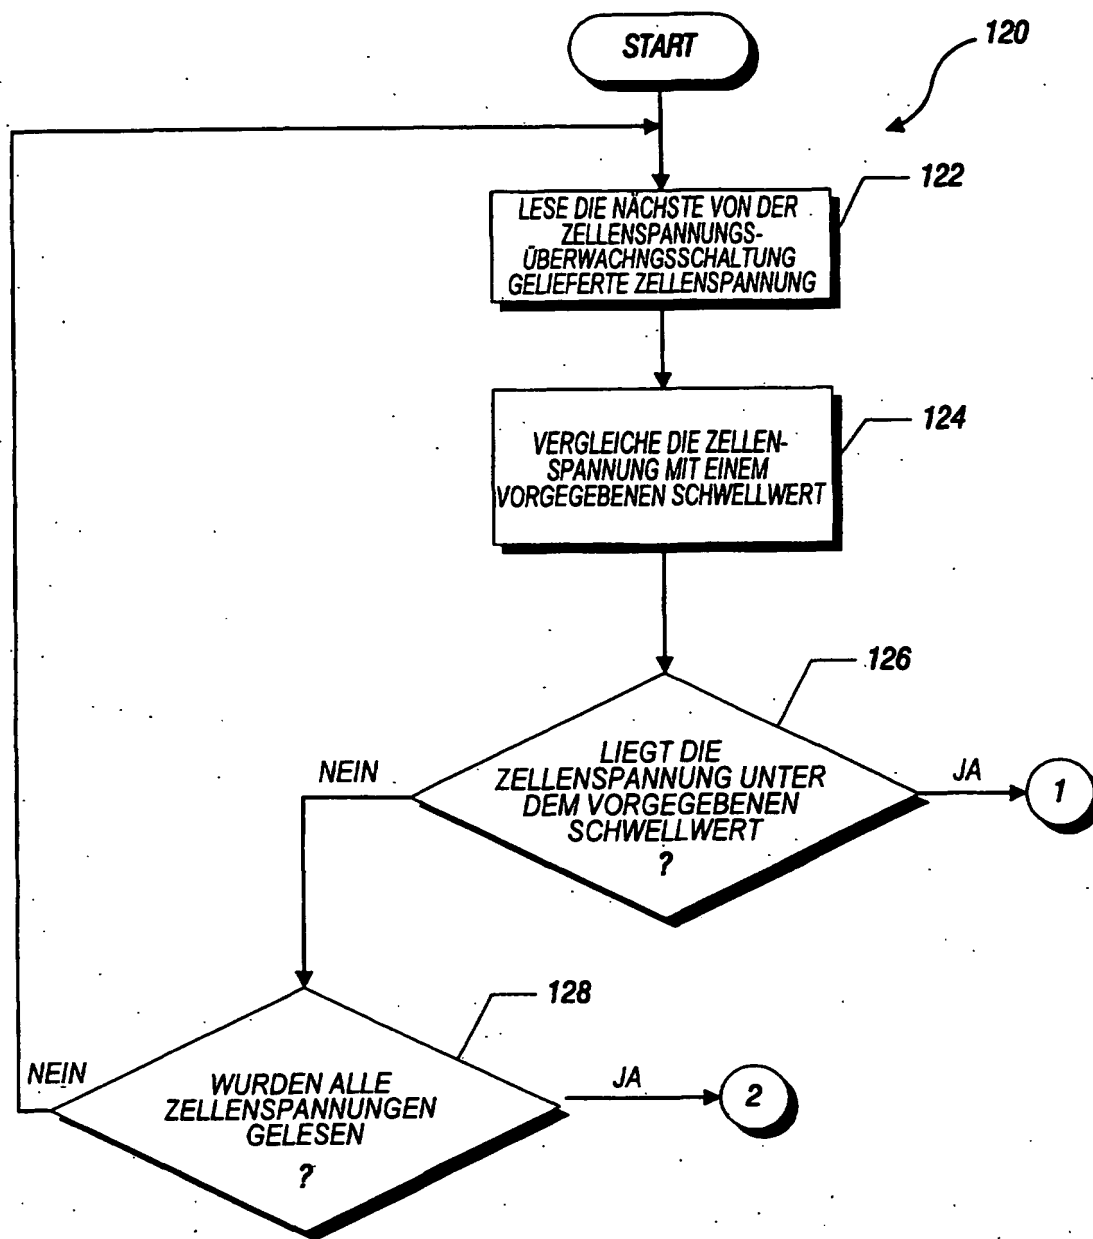 START
120
LESE DIE NÄCHSTE VON DER
ZELLENSPANNUNGS-
ÜBERWACHNGSSCHALTUNG
GELIEFERTE ZELLENSPANNUNG
122
VERGLEICHE DIE ZELLEN-
SPANNUNG MIT EINEM
VORGEGEBENEN SCHWELLWERT
124
LIEGT DIE
ZELLENSPANNUNG UNTER
DEM VORGEGEBENEN
SCHWELLWERT
?
126
NEIN
JA
1
WURDEN ALLE
ZELLENSPANNUNGEN
GELESEN
?
128
NEIN
JA
2